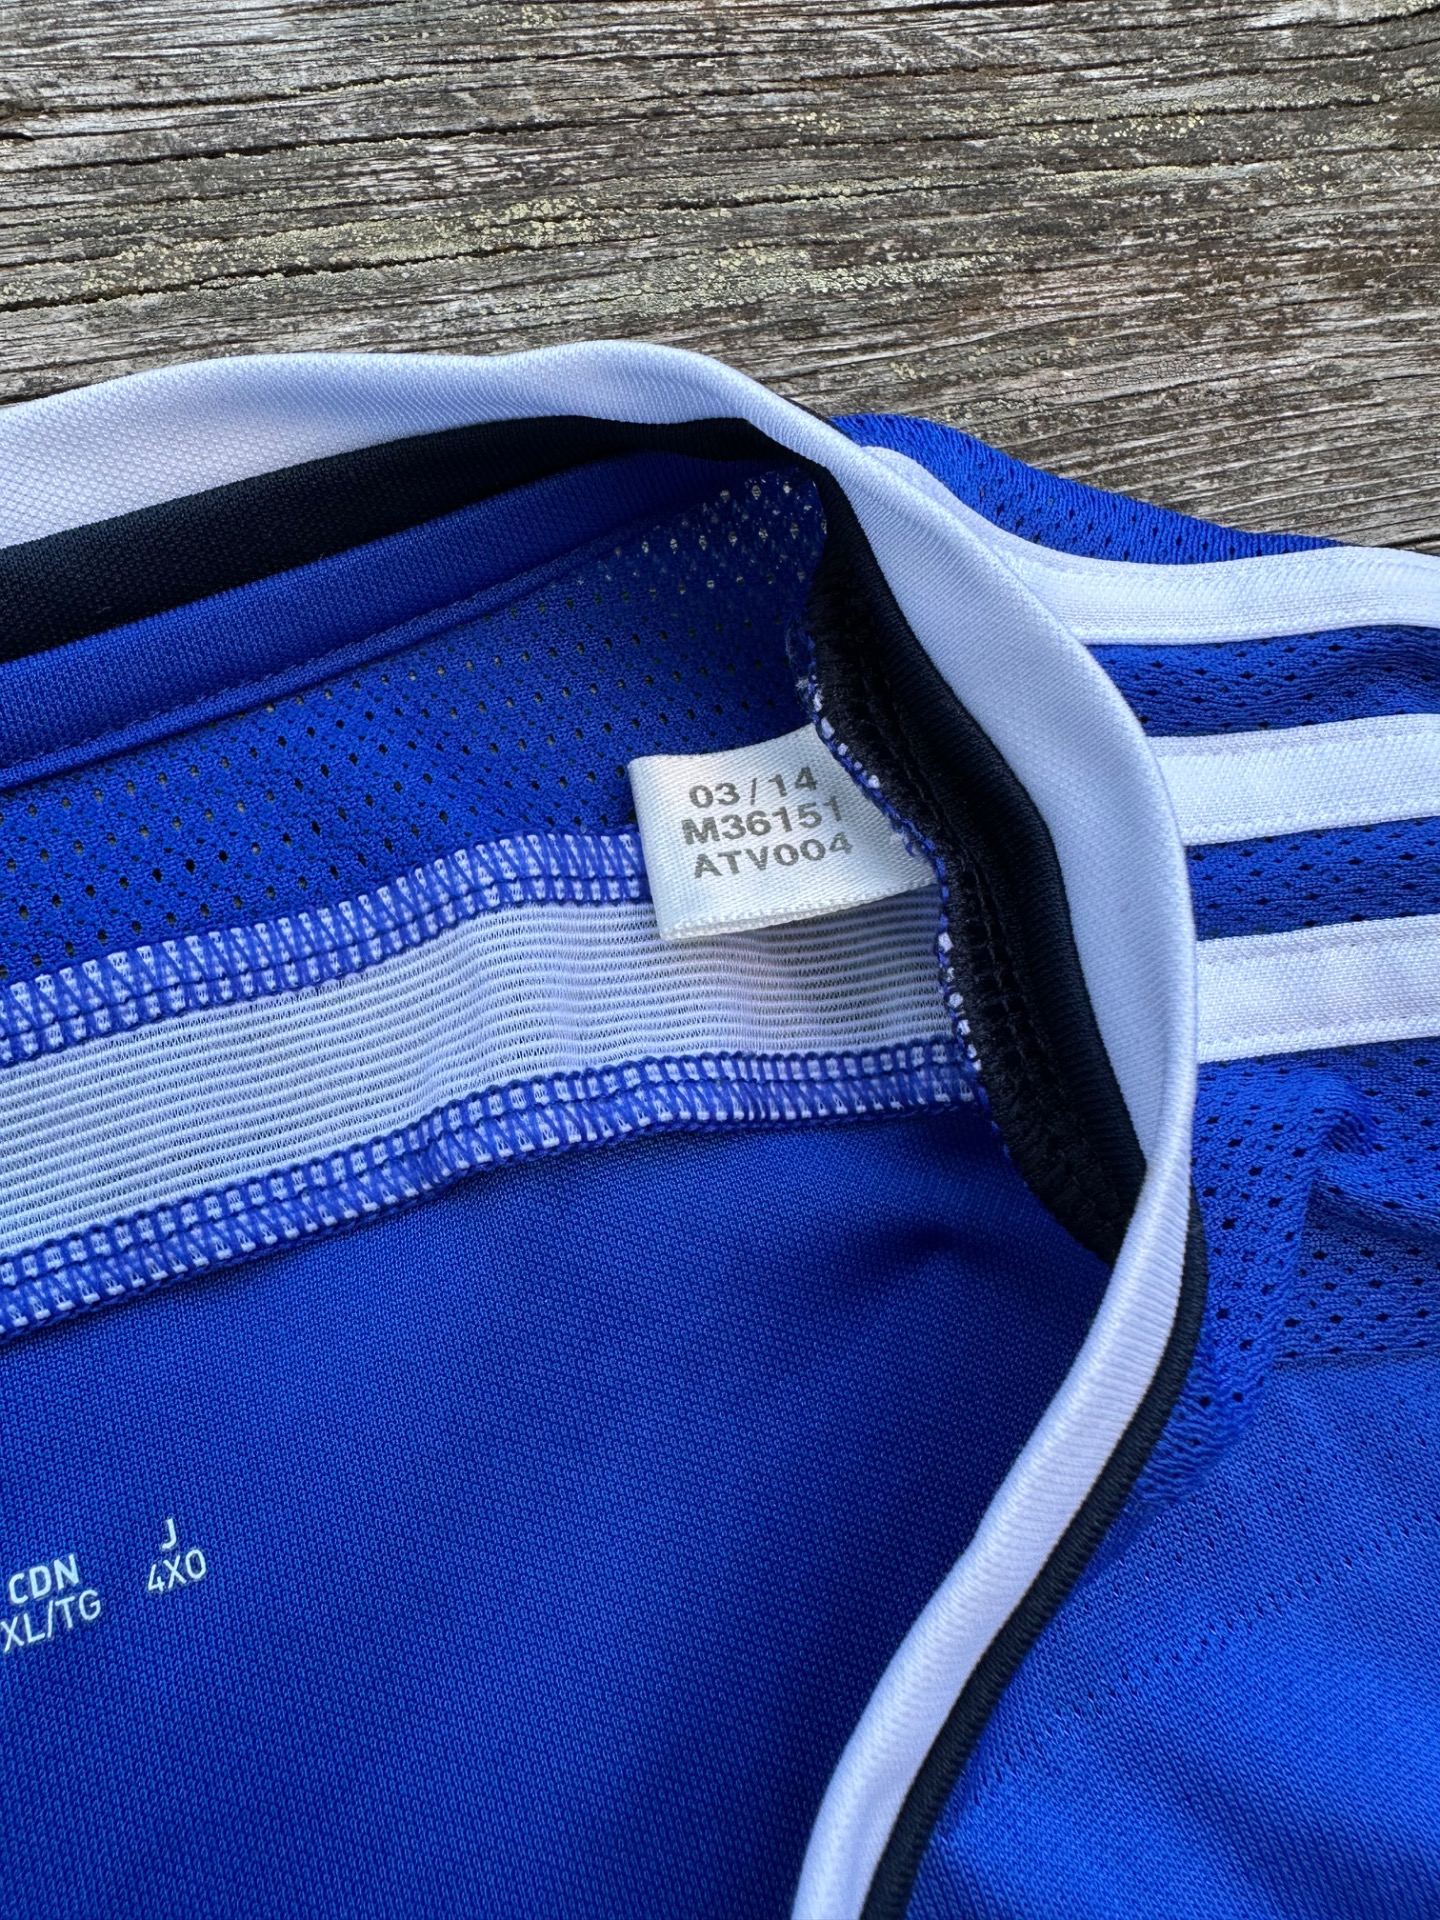 03/14
M36151
ATV004
CDN
XL/TG
J
4XO